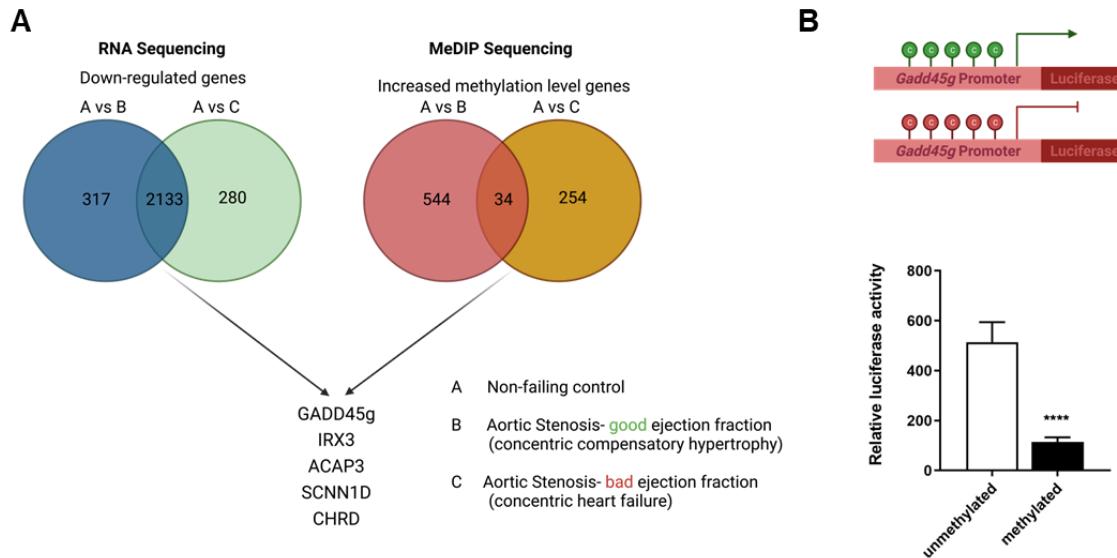 A
RNA Sequencing
Down-regulated genes
A vs B
A vs C
317
2133
280
MeDIP Sequencing
Increased methylation level genes
A vs B
A vs C
544
34
254
GADD45g
IRX3
ACAP3
SCNN1D
CHRD
A Non-failing control
B Aortic Stenosis- good ejection fraction
(concentric compensatory hypertrophy)
C Aortic Stenosis- bad ejection fraction
(concentric heart failure)
B
C C C C C
Gadd45g Promoter Luciferase
C C C C C
Gadd45g Promoter Luciferase
Relative luciferase activity
800
600
400
200
0
****
unmethylated
methylated